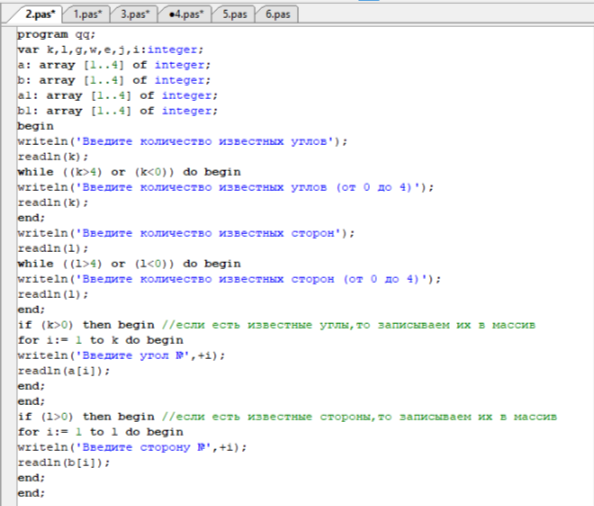 2.pas* 1.pas* 3.pas* ●4.pas* 5.pas 6.pas
program qq;
var k,l,g,w,e,j,i:integer;
a: array [1..4] of integer;
b: array [1..4] of integer;
a1: array [1..4] of integer;
b1: array [1..4] of integer;
begin
writeln('Введите количество известных углов');
readln(k);
while ((k>4) or (k<0)) do begin
writeln('Введите количество известных углов (от 0 до 4)');
readln(k);
end;
writeln('Введите количество известных сторон');
readln(l);
while ((l>4) or (l<0)) do begin
writeln('Введите количество известных сторон (от 0 до 4)');
readln(l);
end;
if (k>0) then begin //если есть известные углы,то записываем их в массив
for i:= 1 to k do begin
writeln('Введите угол №',+i);
readln(a[i]);
end;
end;
if (l>0) then begin //если есть известные стороны,то записываем их в массив
for i:= 1 to l do begin
writeln('Введите сторону №',+i);
readln(b[i]);
end;
end;